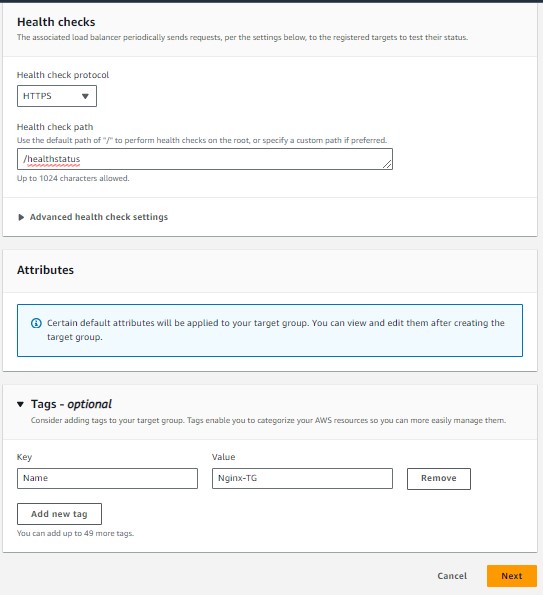 Health checks
The associated load balancer periodically sends requests, per the settings below, to the registered targets to test their status.
Health check protocol
HTTPS
Health check path
Use the default path of "/" to perform health checks on the root, or specify a custom path if preferred.
/healthstatus
Up to 1024 characters allowed.
Advanced health check settings
Attributes
Certain default attributes will be applied to your target group. You can view and edit them after creating the
target group.
Tags - optional
Consider adding tags to your target group. Tags enable you to categorize your AWS resources so you can more easily manage them.
Key Value
Name Nginx-TG Remove
Add new tag
You can add up to 49 more tags.
Cancel Next